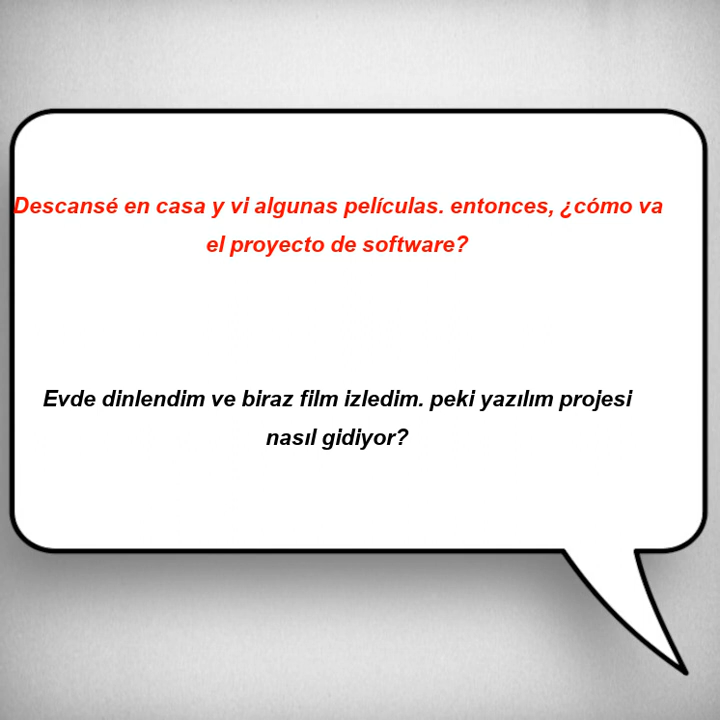 Descansé en casa y vi algunas películas. entonces, ¿cómo va
el proyecto de software?
Evde dinlendim ve biraz film izledim. peki yazılım projesi
nasıl gidiyor?